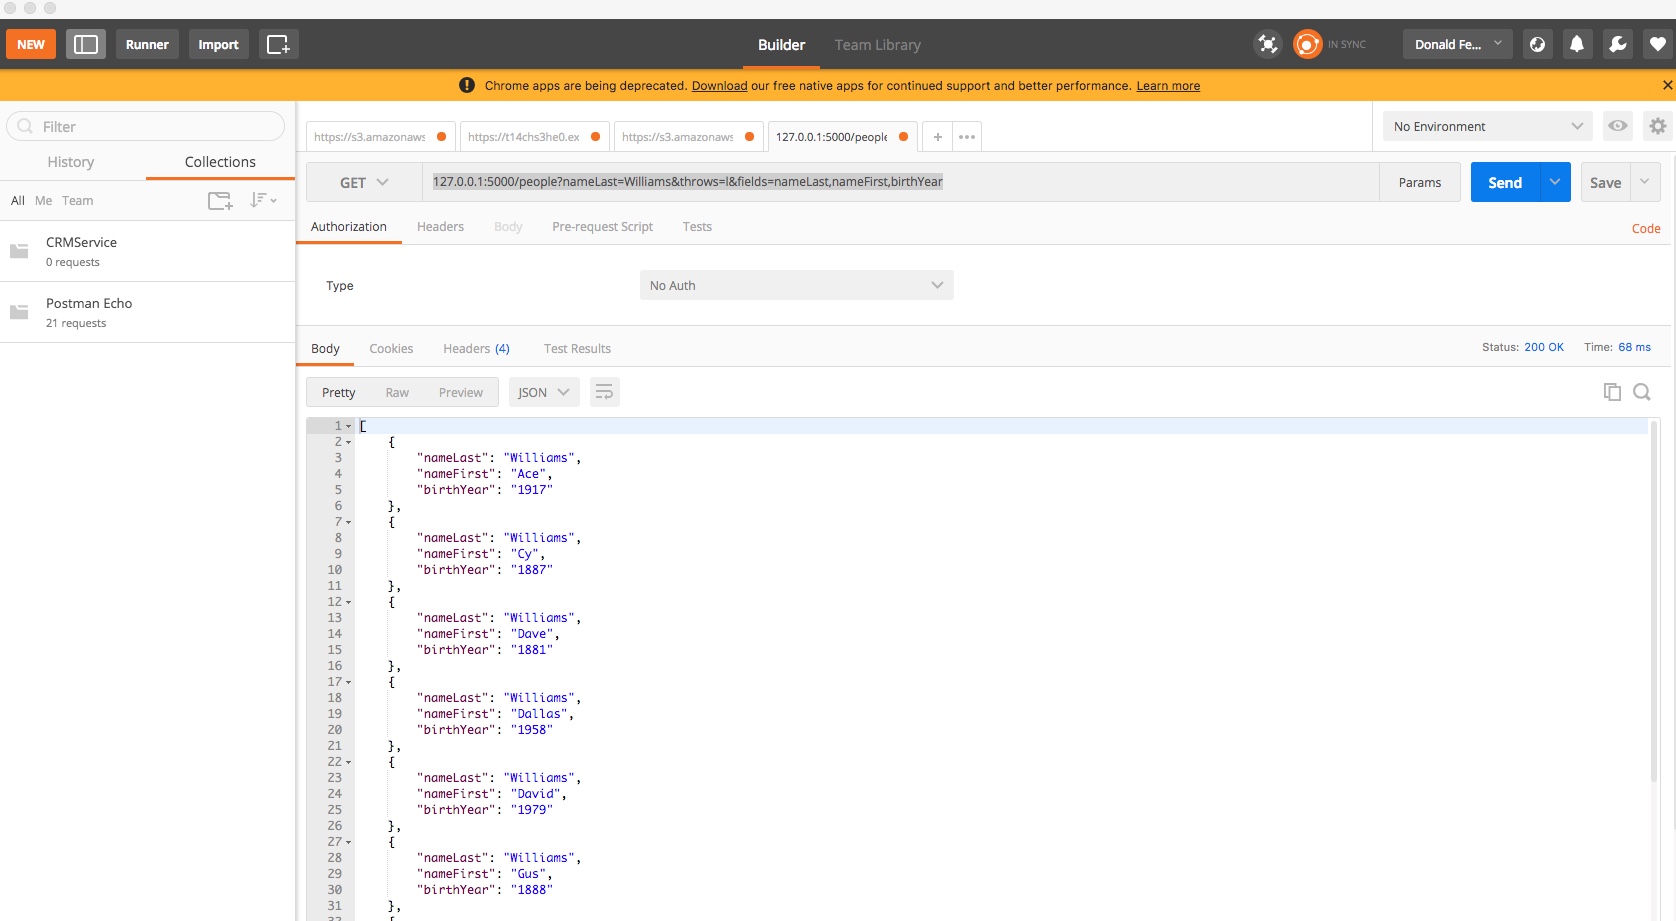 NEW Runner Import Builder Team Library IN SYNC Donald Fe...
Chrome apps are being deprecated. Download our free native apps for continued support and better performance. Learn more
Filter
History Collections
All Me Team
CRMService
0 requests
Postman Echo
21 requests
https://s3.amazonaws https://t14chs3he0.ex https://s3.amazonaws 127.0.0.1:5000/people + •••
No Environment
GET 127.0.0.1:5000/people?nameLast=Williams&throws=l&fields=nameLast,nameFirst,birthYear Params Send Save
Authorization Headers Body Pre-request Script Tests Code
Type No Auth
Body Cookies Headers (4) Test Results Status: 200 OK Time: 68 ms
Pretty Raw Preview JSON
1 [
2 {
3 "nameLast": "Williams",
4 "nameFirst": "Ace",
5 "birthYear": "1917"
6 },
7 {
8 "nameLast": "Williams",
9 "nameFirst": "Cy",
10 "birthYear": "1887"
11 },
12 {
13 "nameLast": "Williams",
14 "nameFirst": "Dave",
15 "birthYear": "1881"
16 },
17 {
18 "nameLast": "Williams",
19 "nameFirst": "Dallas",
20 "birthYear": "1958"
21 },
22 {
23 "nameLast": "Williams",
24 "nameFirst": "David",
25 "birthYear": "1979"
26 },
27 {
28 "nameLast": "Williams",
29 "nameFirst": "Gus",
30 "birthYear": "1888"
31 },